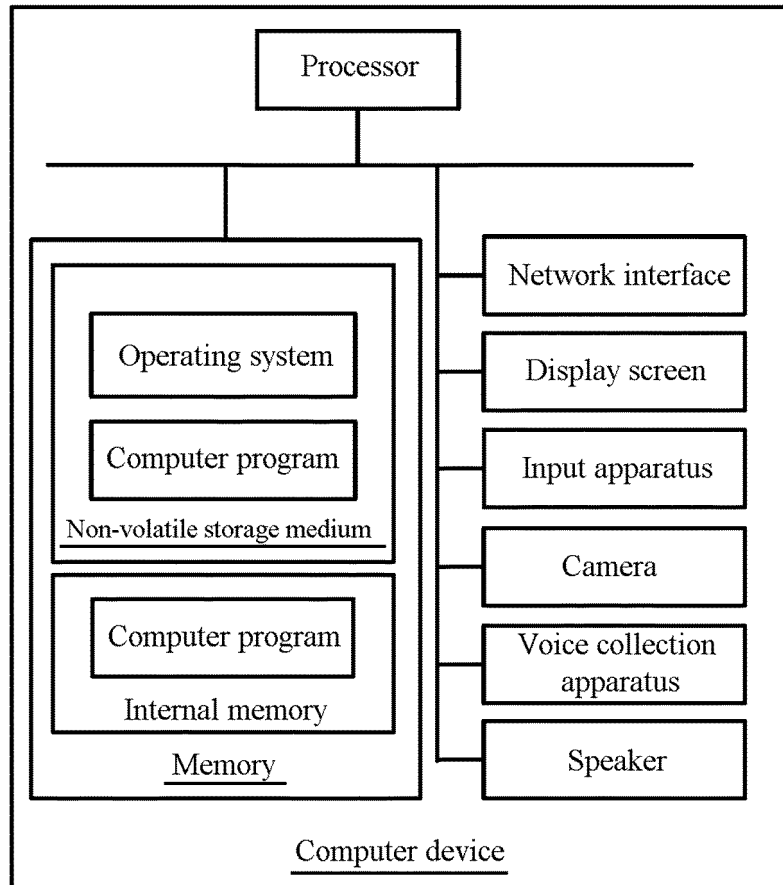 Processor
Operating system
Computer program
Non-volatile storage medium
Computer program
Internal memory
Memory
Network interface
Display screen
Input apparatus
Camera
Voice collection
apparatus
Speaker
Computer device